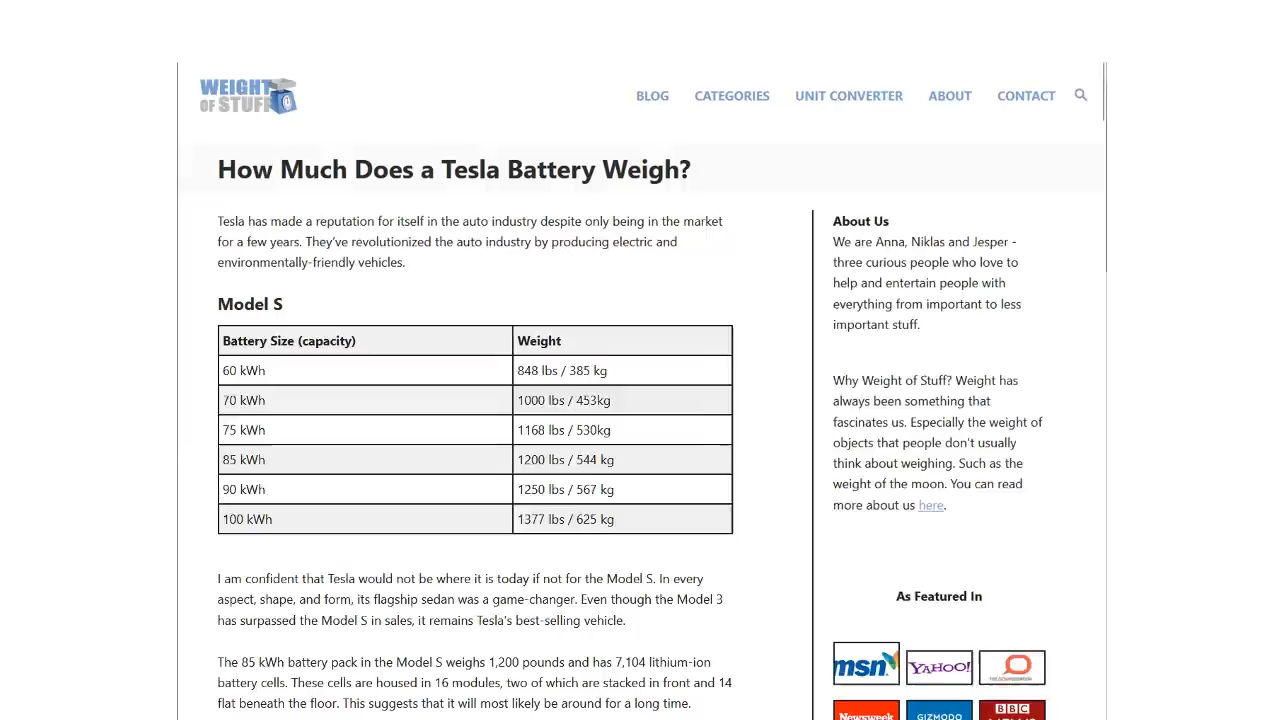 WEIGHT
OF STUFF
BLOG CATEGORIES UNIT CONVERTER ABOUT CONTACT
How Much Does a Tesla Battery Weigh?
Tesla has made a reputation for itself in the auto industry despite only being in the market
for a few years. They've revolutionized the auto industry by producing electric and
environmentally-friendly vehicles.
Model S
Battery Size (capacity) Weight
60 kWh 848 lbs / 385 kg
70 kWh 1000 lbs / 453kg
75 kWh 1168 lbs / 530kg
85 kWh 1200 lbs / 544 kg
90 kWh 1250 lbs / 567 kg
100 kWh 1377 lbs / 625 kg
I am confident that Tesla would not be where it is today if not for the Model S. In every
aspect, shape, and form, its flagship sedan was a game-changer. Even though the Model 3
has surpassed the Model S in sales, it remains Tesla's best-selling vehicle.
The 85 kWh battery pack in the Model S weighs 1,200 pounds and has 7,104 lithium-ion
battery cells. These cells are housed in 16 modules, two of which are stacked in front and 14
flat beneath the floor. This suggests that it will most likely be around for a long time.
About Us
We are Anna, Niklas and Jesper -
three curious people who love to
help and entertain people with
everything from important to less
important stuff.
Why Weight of Stuff? Weight has
always been something that
fascinates us. Especially the weight of
objects that people don't usually
think about weighing. Such as the
weight of the moon. You can read
more about us here.
As Featured In
msn
YAHOO!
Newsweek
GIZMODO
BBC